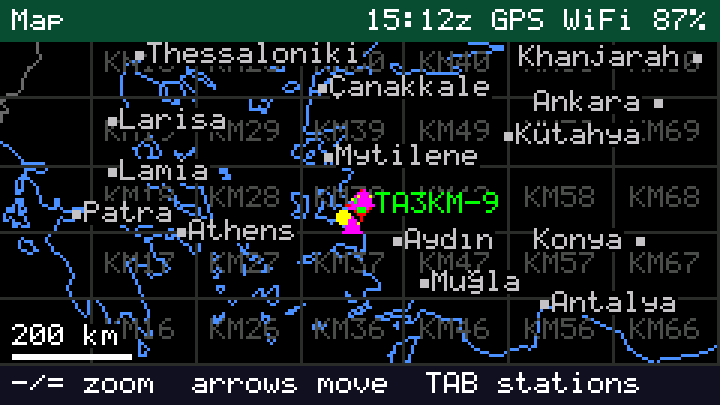 Map 15:12z GPS WiFi 87%
Thessaloniki KM40 Khanjarah
Çanakkale
Ankara
Larisa KM29 KM39 KM49 Kütahya KM69
Mytilene
Lamia
KM28 KM58 KM68
Patra TA3KM-9
Athens Aydın Konya
KM37 KM47 KM57 KM67
Muğla
Antalya
200 km KM26 KM36 KM46 KM56 KM66
-/= zoom arrows move TAB stations